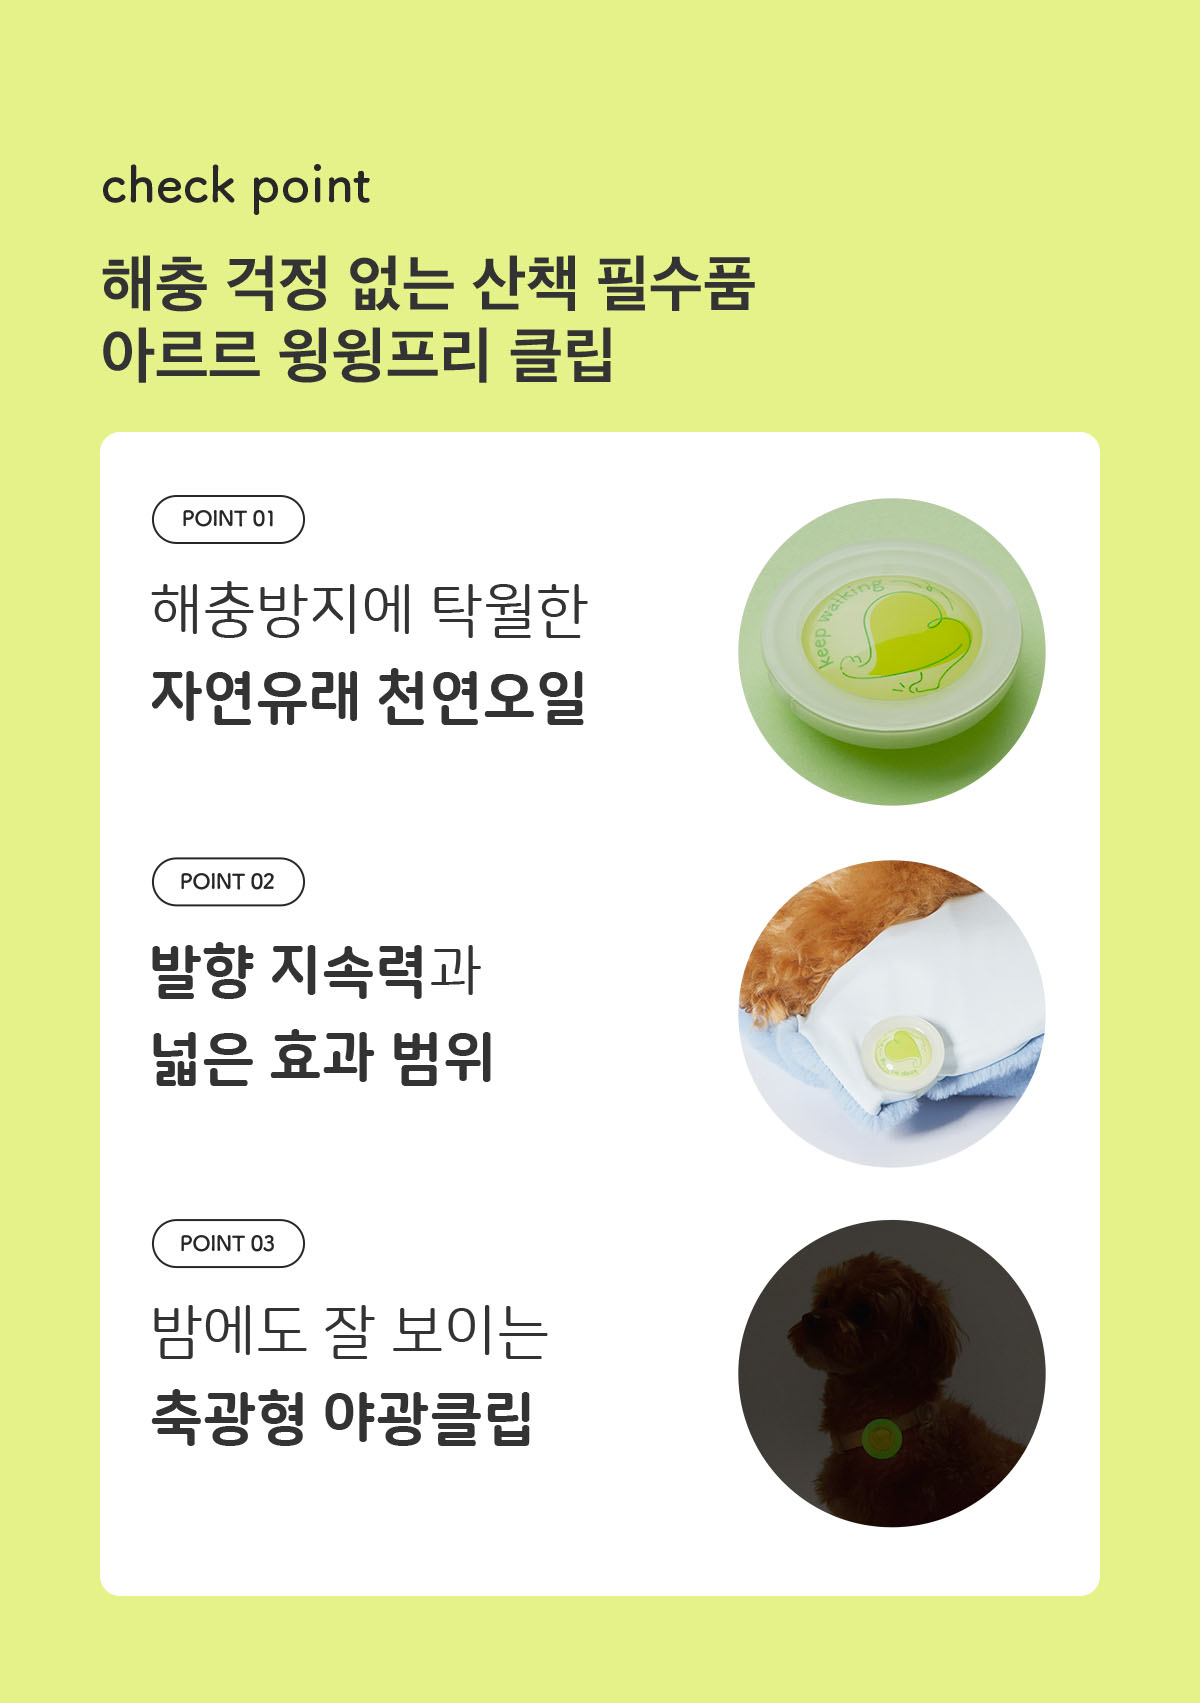 check point
해충 걱정 없는 산책 필수품
아르르 윙윙프리 클립
POINT 01
해충방지에 탁월한
자연유래 천연오일
keep walking
POINT 02
발향 지속력과
넓은 효과 범위
POINT 03
밤에도 잘 보이는
축광형 야광클립